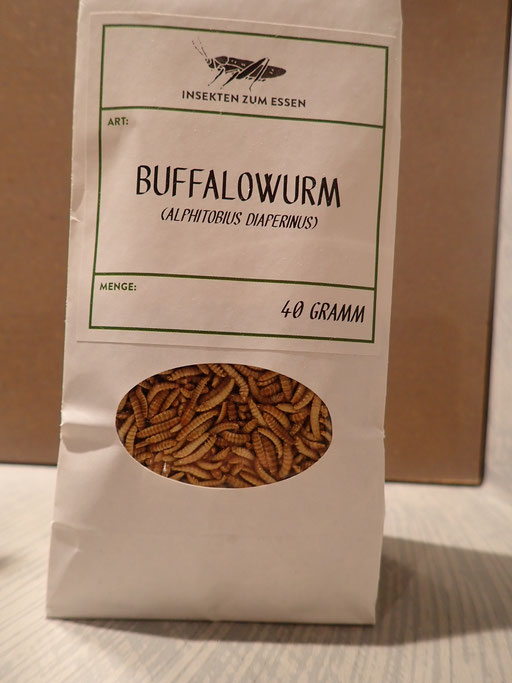 INSEKTEN ZUM ESSEN
ART:
BUFFALOWURM
(ALPHITOBIUS DIAPERINUS)
MENGE:
40 GRAMM